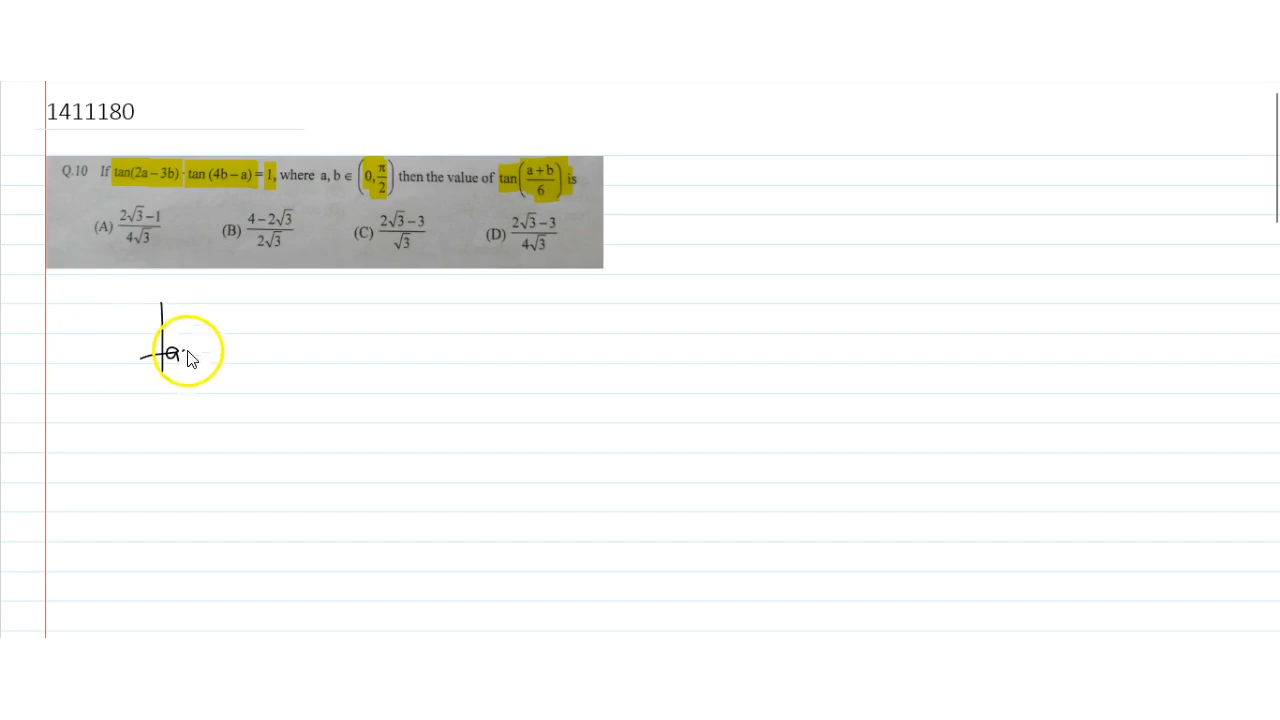 1411180
Q.10 If tan(2a – 3b) · tan (4b – a) = 1, where a, b ∈ (0, π/2) then the value of tan((a + b)/6) is
(A) (2√3 – 1)/(4√3) (B) (4 – 2√3)/(2√3) (C) (2√3 – 3)/√3 (D) (2√3 – 3)/(4√3)
a